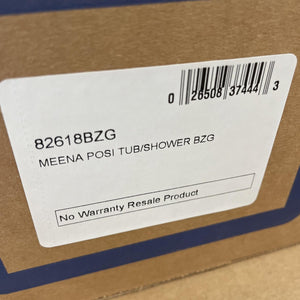 0 26508 37444 3
82618BZG
MEENA POSI TUB/SHOWER BZG
No Warranty Resale Product